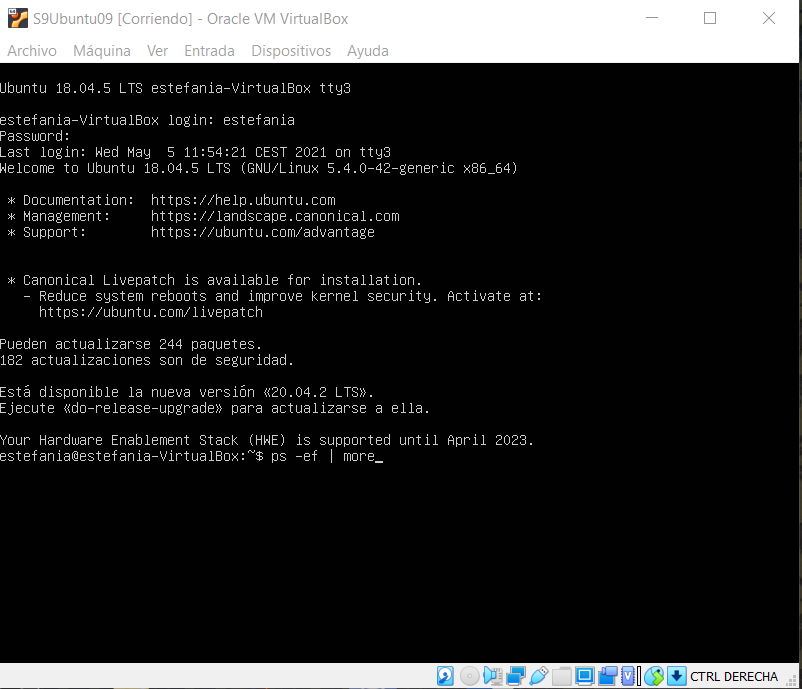 S9Ubuntu09 [Corriendo] - Oracle VM VirtualBox
Archivo Máquina Ver Entrada Dispositivos Ayuda
Ubuntu 18.04.5 LTS estefania-VirtualBox tty3
estefania-VirtualBox login: estefania
Password:
Last login: Wed May  5 11:54:21 CEST 2021 on tty3
Welcome to Ubuntu 18.04.5 LTS (GNU/Linux 5.4.0-42-generic x86_64)
 * Documentation:  https://help.ubuntu.com
 * Management:     https://landscape.canonical.com
 * Support:        https://ubuntu.com/advantage
 * Canonical Livepatch is available for installation.
   - Reduce system reboots and improve kernel security. Activate at:
     https://ubuntu.com/livepatch
Pueden actualizarse 244 paquetes.
182 actualizaciones son de seguridad.
Está disponible la nueva versión «20.04.2 LTS».
Ejecute «do-release-upgrade» para actualizarse a ella.
Your Hardware Enablement Stack (HWE) is supported until April 2023.
estefania@estefania-VirtualBox:~$ ps -ef | more_
CTRL DERECHA